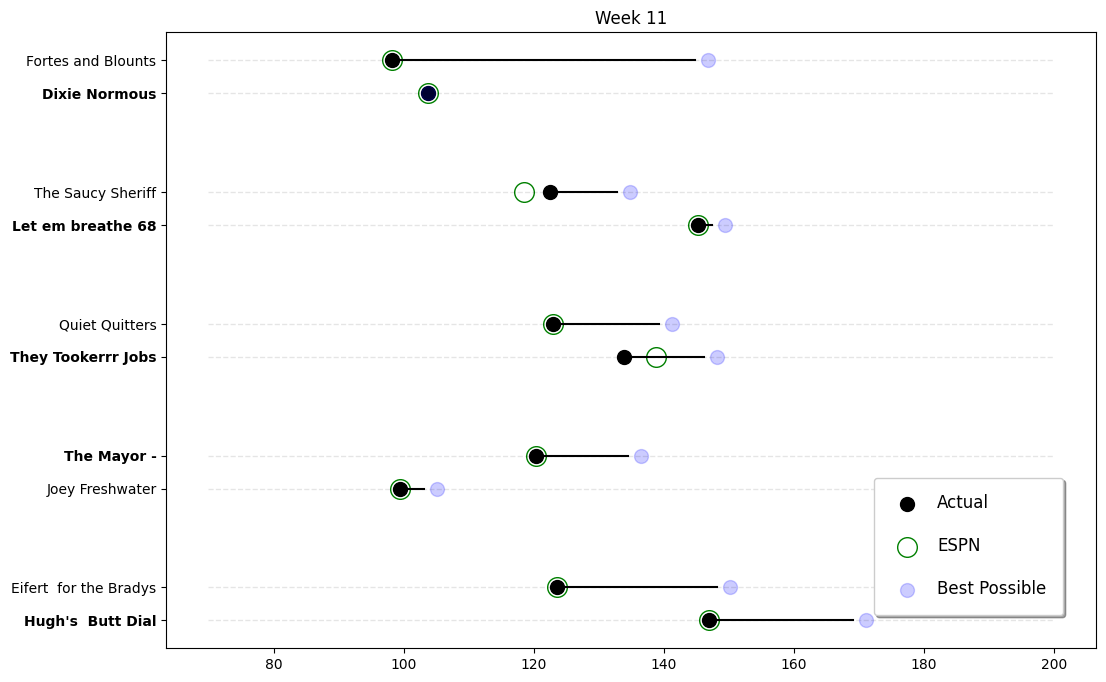 Week 11
Fortes and Blounts
Dixie Normous
The Saucy Sheriff
Let em breathe 68
Quiet Quitters
They Tookerrr Jobs
The Mayor -
Joey Freshwater
Eifert  for the Bradys
Hugh's  Butt Dial
Actual
ESPN
Best Possible
80 100 120 140 160 180 200